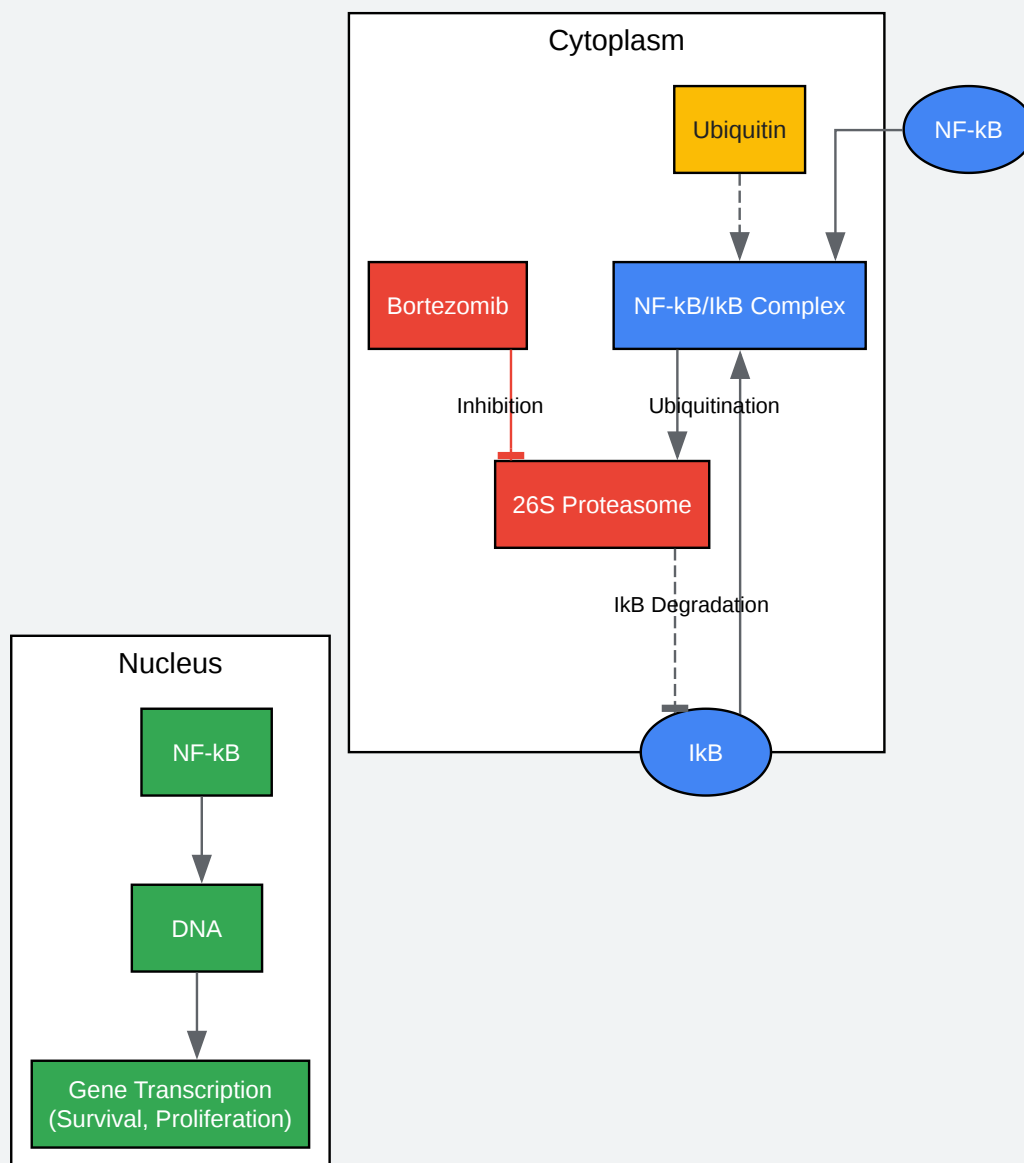 Cytoplasm
Ubiquitin
NF-kB
Bortezomib
NF-kB/IkB Complex
Inhibition
Ubiquitination
26S Proteasome
IkB Degradation
Nucleus
NF-kB
IkB
DNA
Gene Transcription
(Survival, Proliferation)